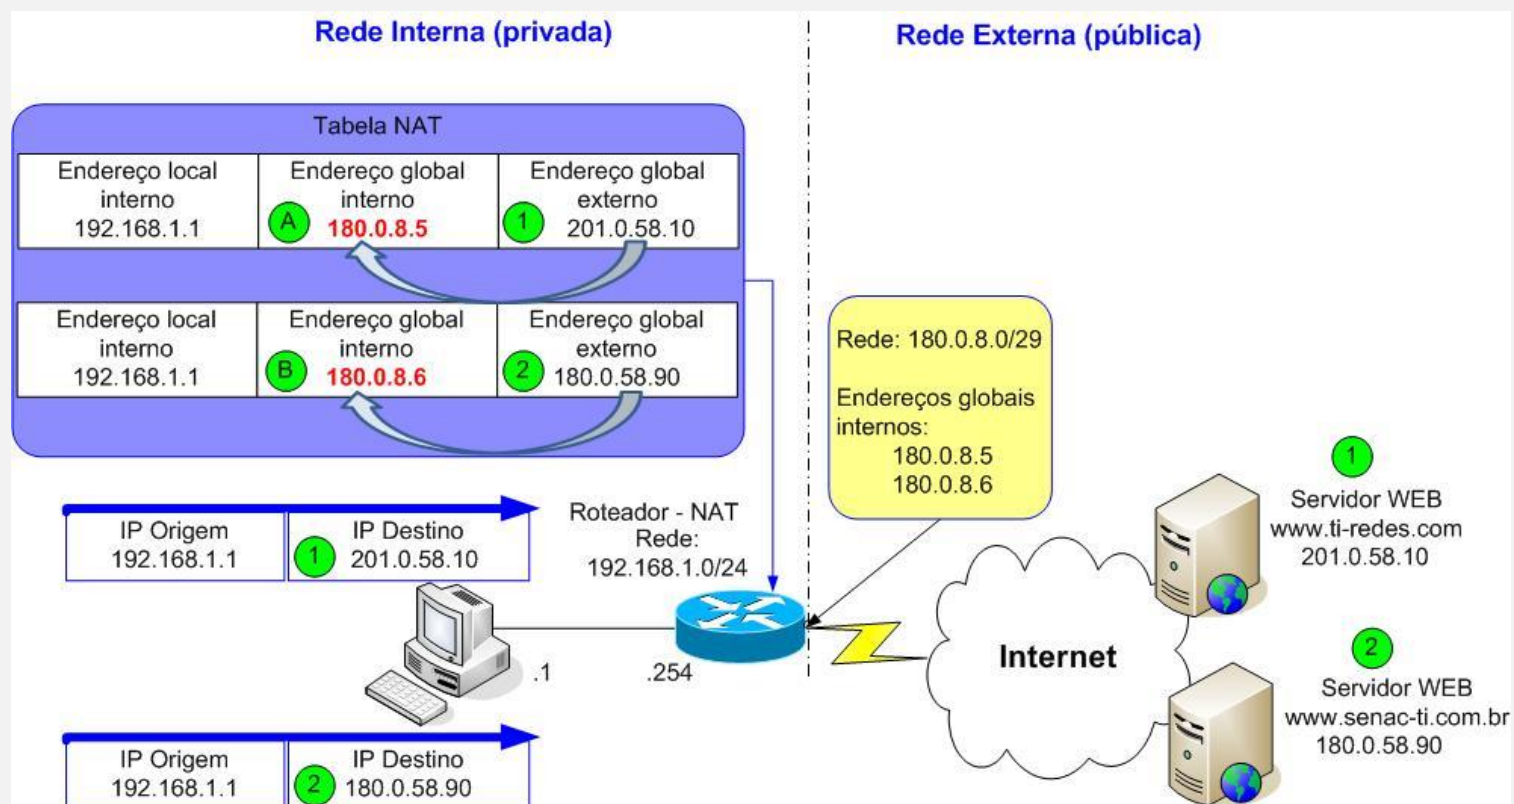 Rede Interna (privada)
Rede Externa (pública)
Tabela NAT
Endereço local
interno
192.168.1.1
Endereço global
interno
A
180.0.8.5
Endereço global
externo
1
201.0.58.10
Endereço local
interno
192.168.1.1
Endereço global
interno
B
180.0.8.6
Endereço global
externo
2
180.0.58.90
Rede: 180.0.8.0/29
Endereços globais
internos:
180.0.8.5
180.0.8.6
IP Origem
192.168.1.1
1
IP Destino
201.0.58.10
Roteador - NAT
Rede:
192.168.1.0/24
.1
.254
Internet
1
Servidor WEB
www.ti-redes.com
201.0.58.10
2
Servidor WEB
www.senac-ti.com.br
180.0.58.90
IP Origem
192.168.1.1
2
IP Destino
180.0.58.90